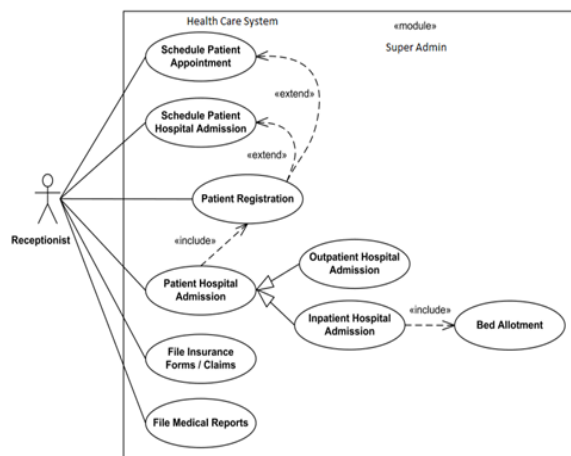 Health Care System
«module»
Super Admin
Schedule Patient
Appointment
«extend»
Schedule Patient
Hospital Admission
«extend»
Patient Registration
Receptionist
«include»
Outpatient Hospital
Admission
Patient Hospital
Admission
Inpatient Hospital
Admission
«include»
Bed Allotment
File Insurance
Forms / Claims
File Medical Reports